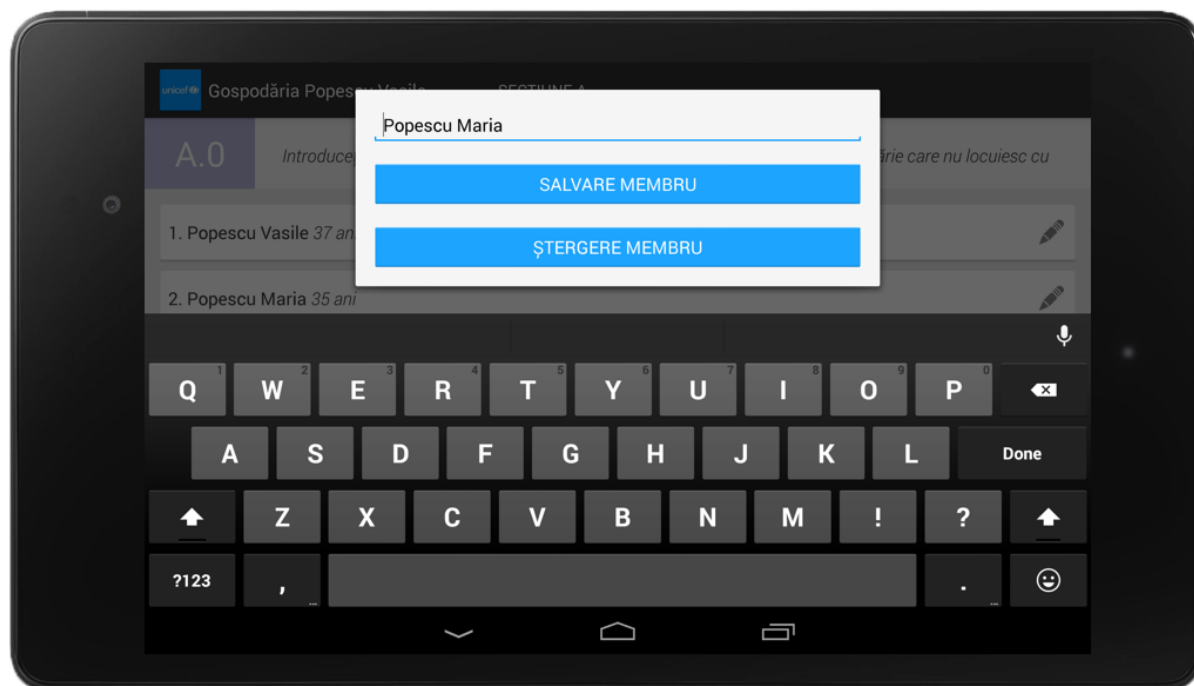 unicef Gospodăria Popescu Vasile SECȚIUNE A
Popescu Maria
A.0 Introduce ărie care nu locuiesc cu
SALVARE MEMBRU
1. Popescu Vasile 37 an
ȘTERGERE MEMBRU
2. Popescu Maria 35 ani
Q 1 W 2 E 3 R 4 T 5 Y 6 U 7 I 8 O 9 P 0
A S D F G H J K L Done
Z X C V B N M ! ?
?123 , ... . ...